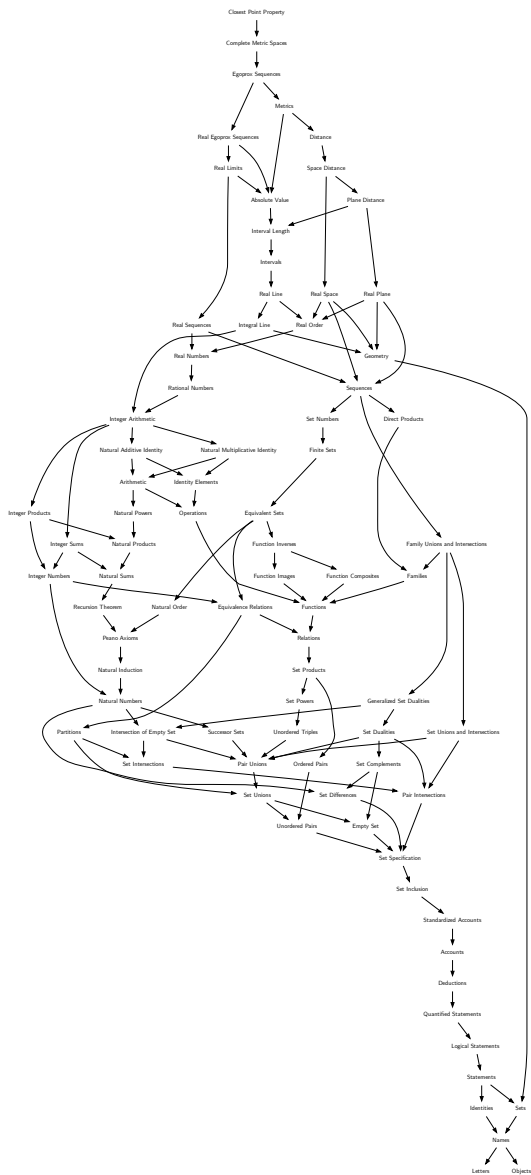 Closest Point Property
Complete Metric Spaces
Egoprox Sequences
Metrics
Real Egoprox Sequences Distance
Real Limits Space Distance
Absolute Value Plane Distance
Interval Length
Intervals
Real Line Real Space Real Plane
Real Sequences Integral Line Real Order
Real Numbers Geometry
Rational Numbers Sequences
Integer Arithmetic Set Numbers Direct Products
Natural Additive Identity Natural Multiplicative Identity Finite Sets
Arithmetic Identity Elements
Integer Products Natural Powers Operations Equivalent Sets
Integer Sums Natural Products Function Inverses Family Unions and Intersections
Integer Numbers Natural Sums Function Images Function Composites Families
Recursion Theorem Natural Order Equivalence Relations Functions
Peano Axioms Relations
Natural Induction Set Products
Natural Numbers Set Powers Generalized Set Dualities
Partitions Intersection of Empty Set Successor Sets Unordered Triples Set Dualities Set Unions and Intersections
Set Intersections Pair Unions Ordered Pairs Set Complements
Set Unions Set Differences Pair Intersections
Unordered Pairs Empty Set
Set Specification
Set Inclusion
Standardized Accounts
Accounts
Deductions
Quantified Statements
Logical Statements
Statements
Identities Sets
Names
Letters Objects